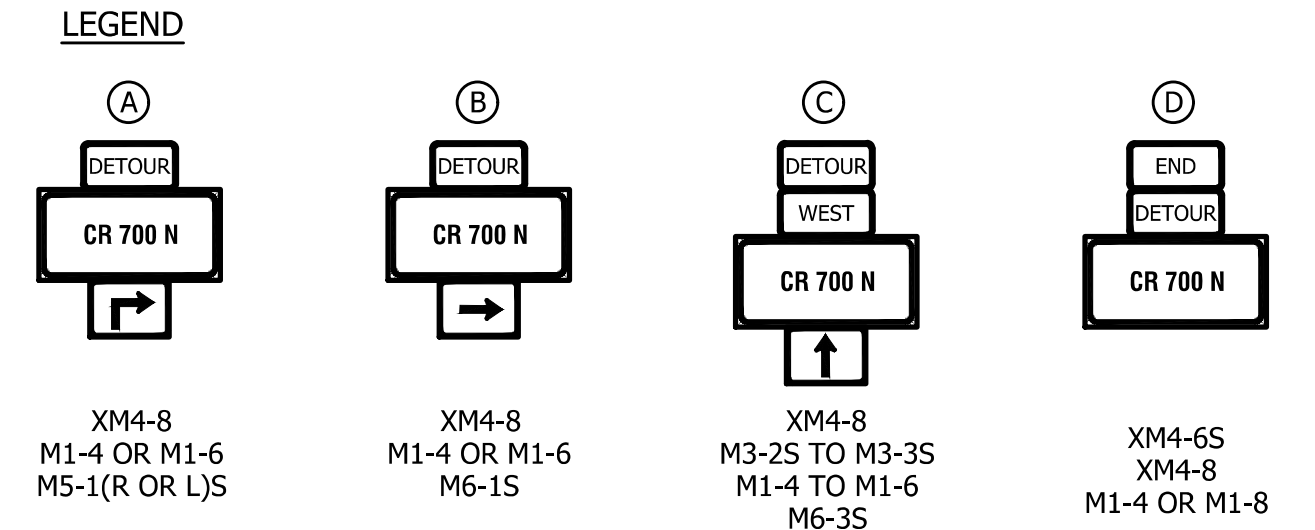 LEGEND
A
DETOUR
CR 700 N
XM4-8
M1-4 OR M1-6
M5-1(R OR L)S
B
DETOUR
CR 700 N
XM4-8
M1-4 OR M1-6
M6-1S
C
DETOUR
WEST
CR 700 N
XM4-8
M3-2S TO M3-3S
M1-4 TO M1-6
M6-3S
D
END
DETOUR
CR 700 N
XM4-6S
XM4-8
M1-4 OR M1-8